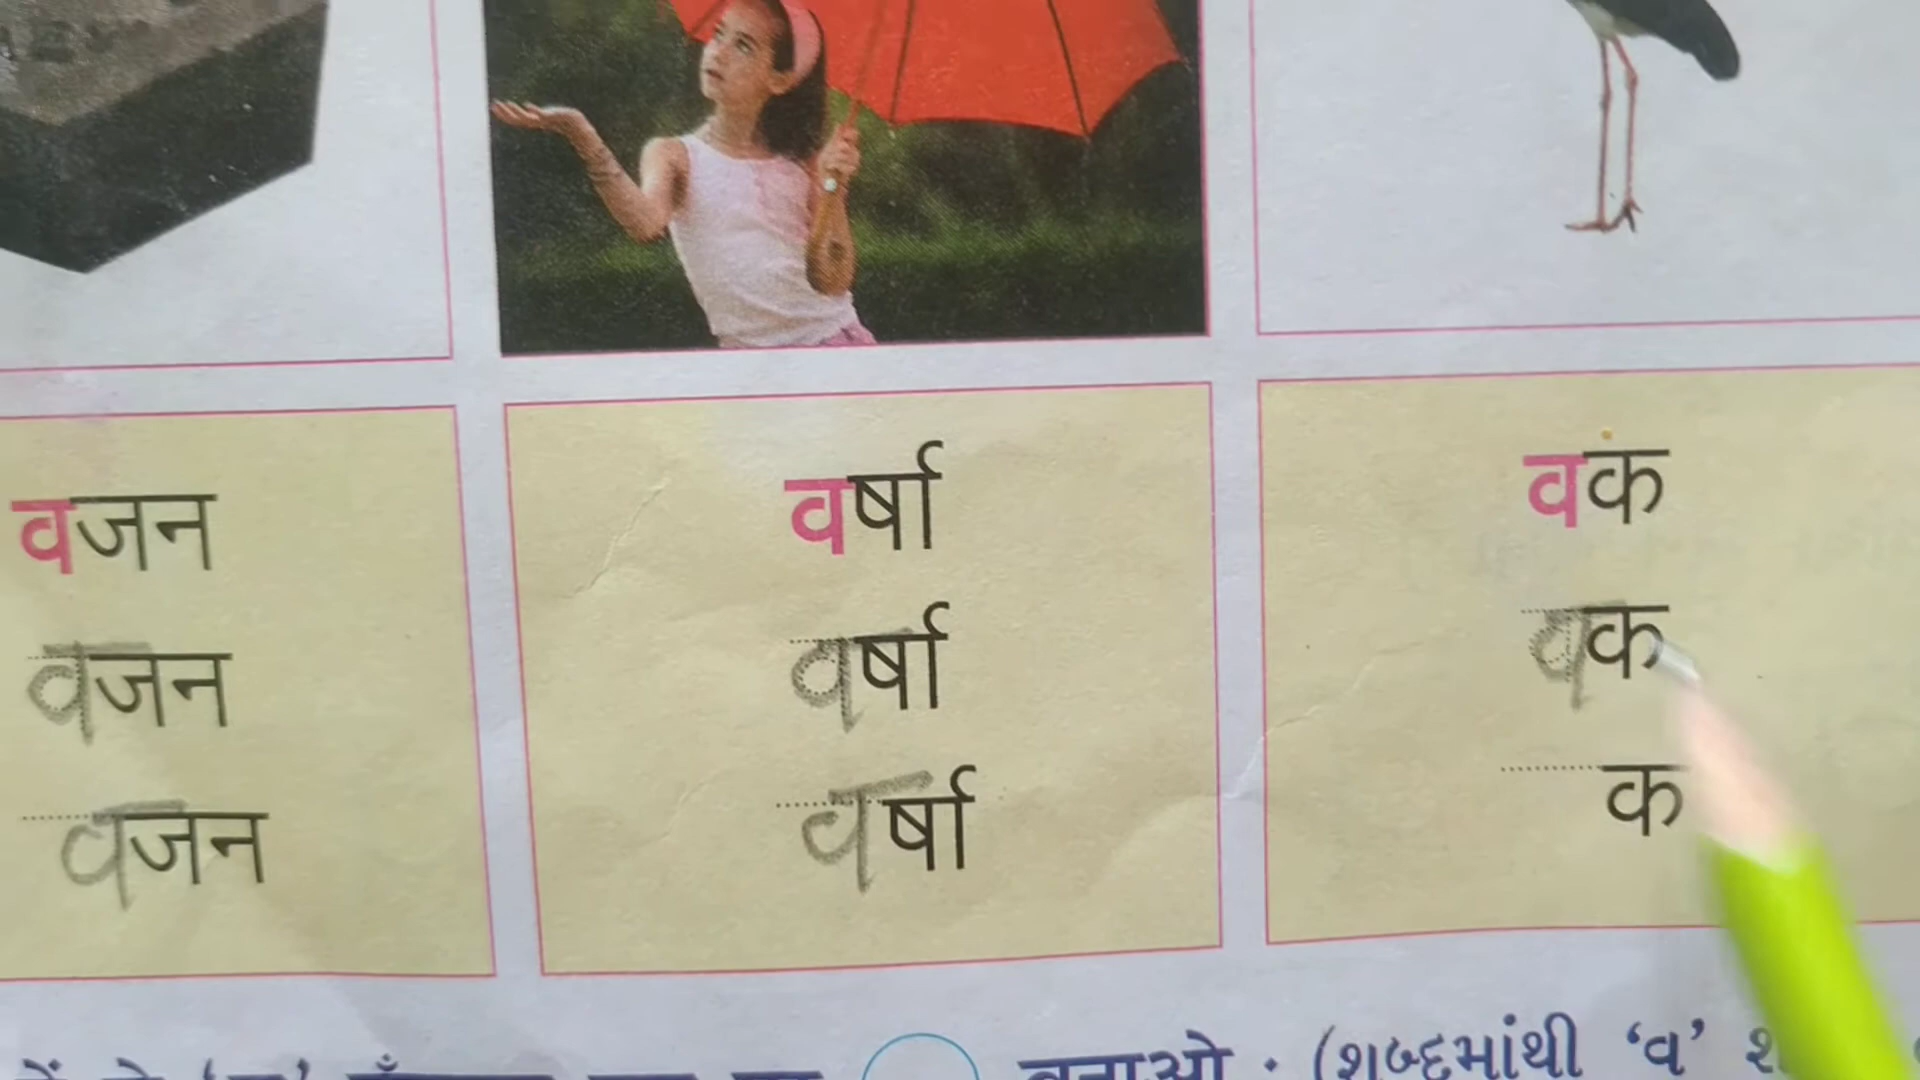 वजन
वर्षा
वक
वजन
वर्षा
वक
वजन
वर्षा
क
बनाओ : (શબ્દમાંથી ‘વ’